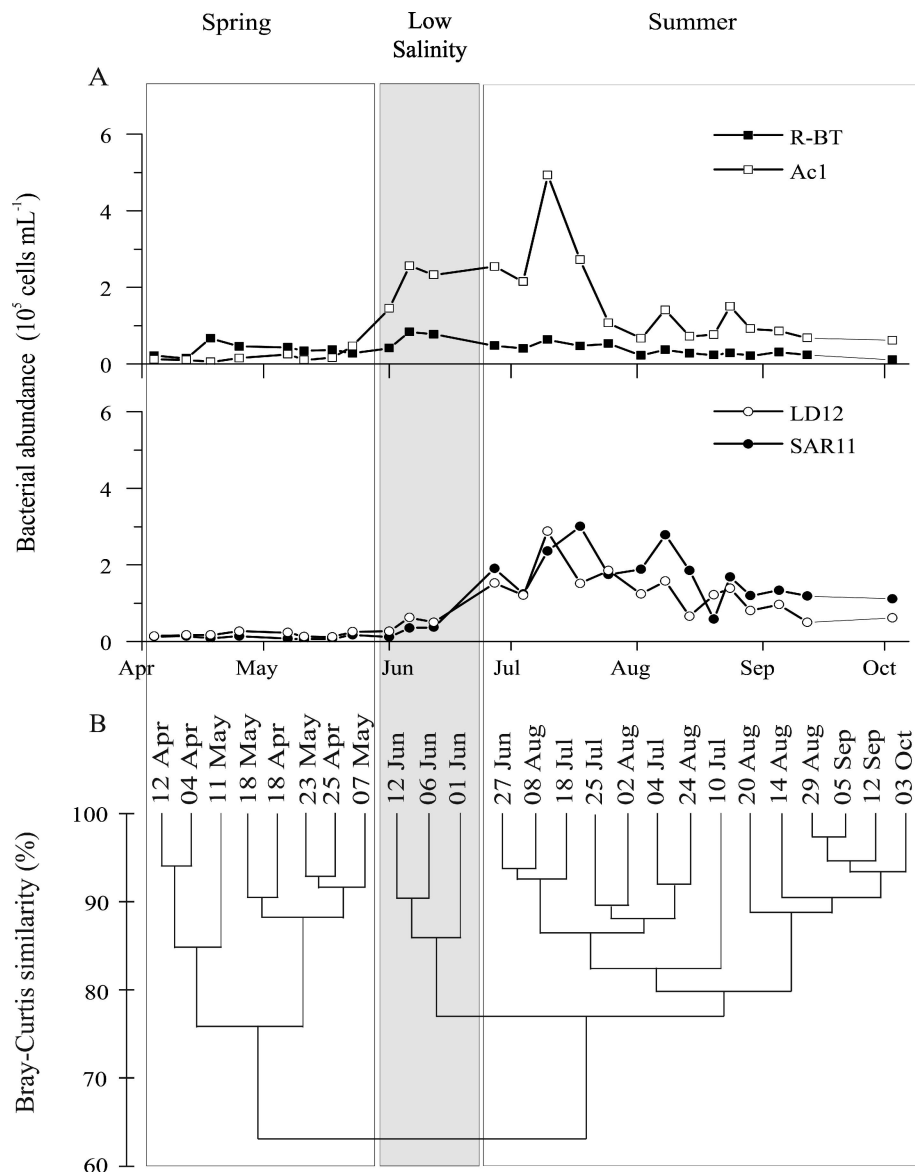 Spring
Low
Salinity
Summer
A
Bacterial abundance (10⁵ cells mL⁻¹)
6
4
2
0
R-BT
Ac1
6
4
2
0
LD12
SAR11
Apr May Jun Jul Aug Sep Oct
B
12 Apr
04 Apr
11 May
18 May
18 Apr
23 May
25 Apr
07 May
12 Jun
06 Jun
01 Jun
27 Jun
08 Aug
18 Jul
25 Jul
02 Aug
04 Jul
24 Aug
10 Jul
20 Aug
14 Aug
29 Aug
05 Sep
12 Sep
03 Oct
Bray-Curtis similarity (%)
100
90
80
70
60